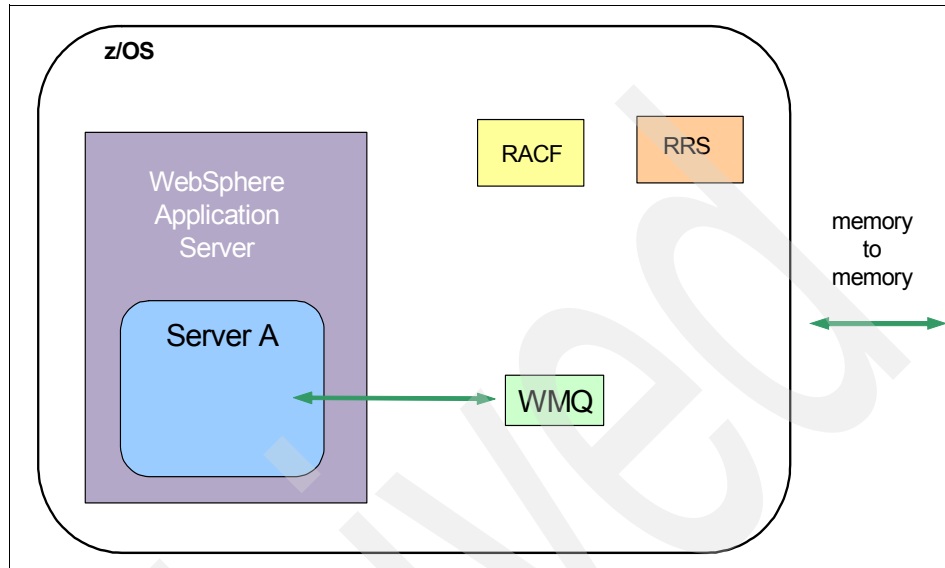 z/OS
WebSphere
Application
Server
Server A
RACF
RRS
WMQ
memory
to
memory